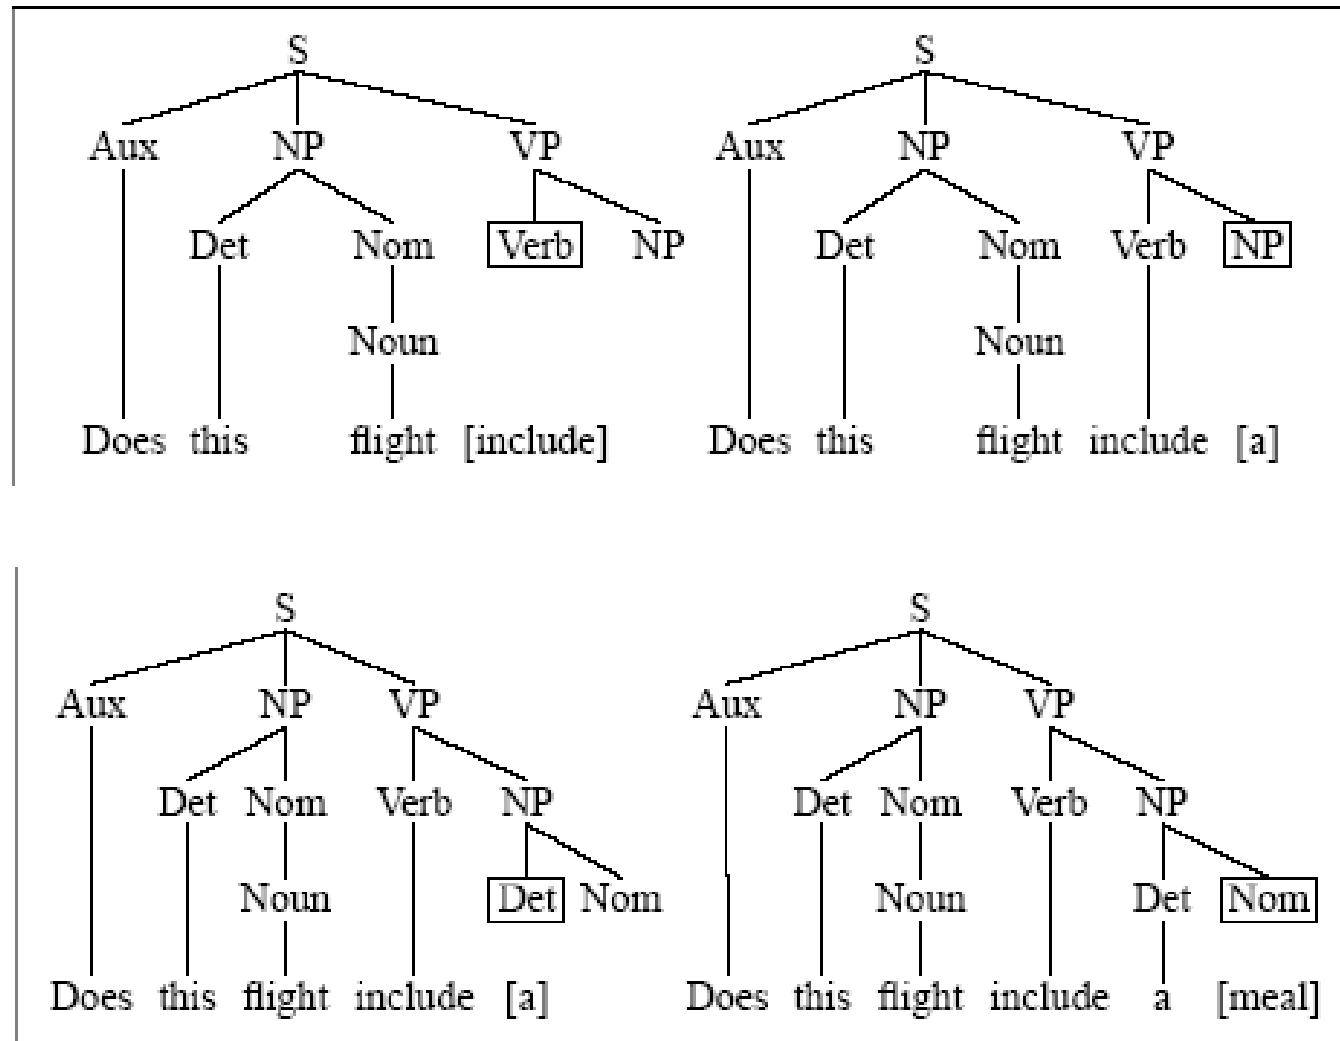 S S
Aux NP VP Aux NP VP
Det Nom Verb NP Det Nom Verb NP
Noun Noun
Does this flight [include] Does this flight include [a]
S S
Aux NP VP Aux NP VP
Det Nom Verb NP Det Nom Verb NP
Noun Det Nom Noun Det Nom
Does this flight include [a] Does this flight include a [meal]